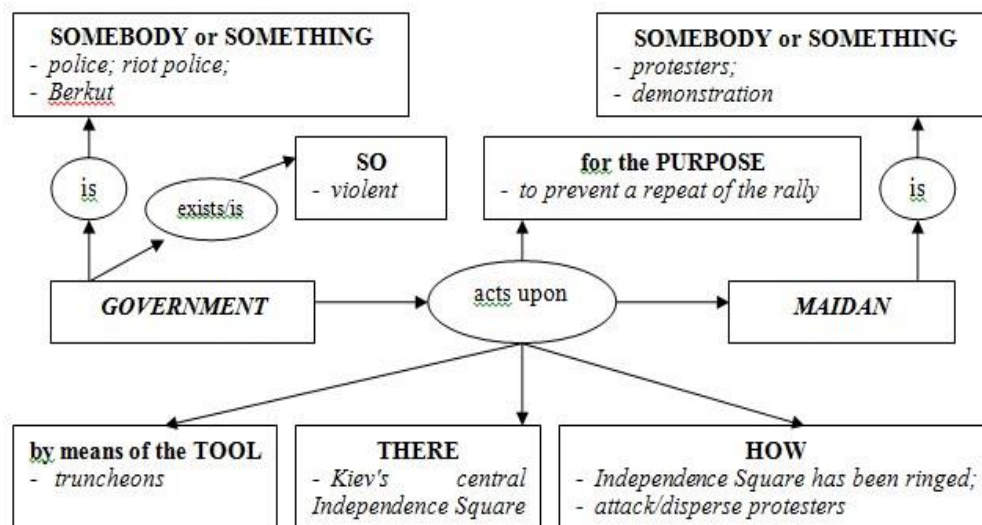 SOMEBODY or SOMETHING
- police; riot police;
- Berkut
SOMEBODY or SOMETHING
- protesters;
- demonstration
is
exists/is
SO
- violent
for the PURPOSE
- to prevent a repeat of the rally
is
GOVERNMENT
acts upon
MAIDAN
by means of the TOOL
- truncheons
THERE
- Kiev's central
Independence Square
HOW
- Independence Square has been ringed;
- attack/disperse protesters